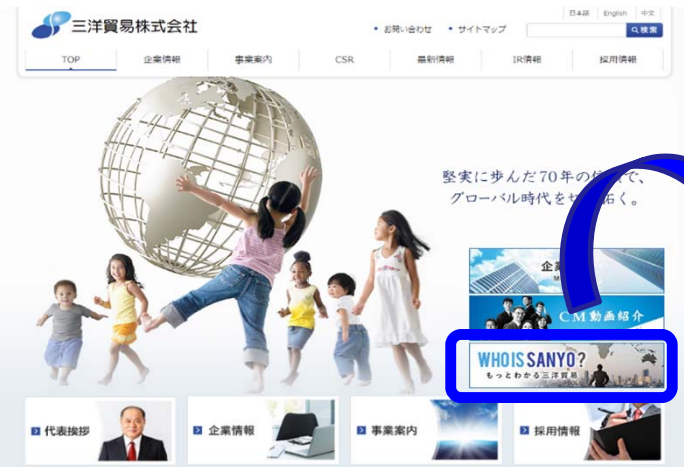 日本語 English 中文
三洋貿易株式会社
• お問い合わせ • サイトマップ
検索
TOP 企業情報 事業案内 CSR 最新情報 IR情報 採用情報
堅実に歩んだ70年の
で、
グローバル時代を
拓く。
CM動画紹介
WHO IS SANYO?
もっとわかる三洋貿易
代表挨拶 企業情報 事業案内 採用情報